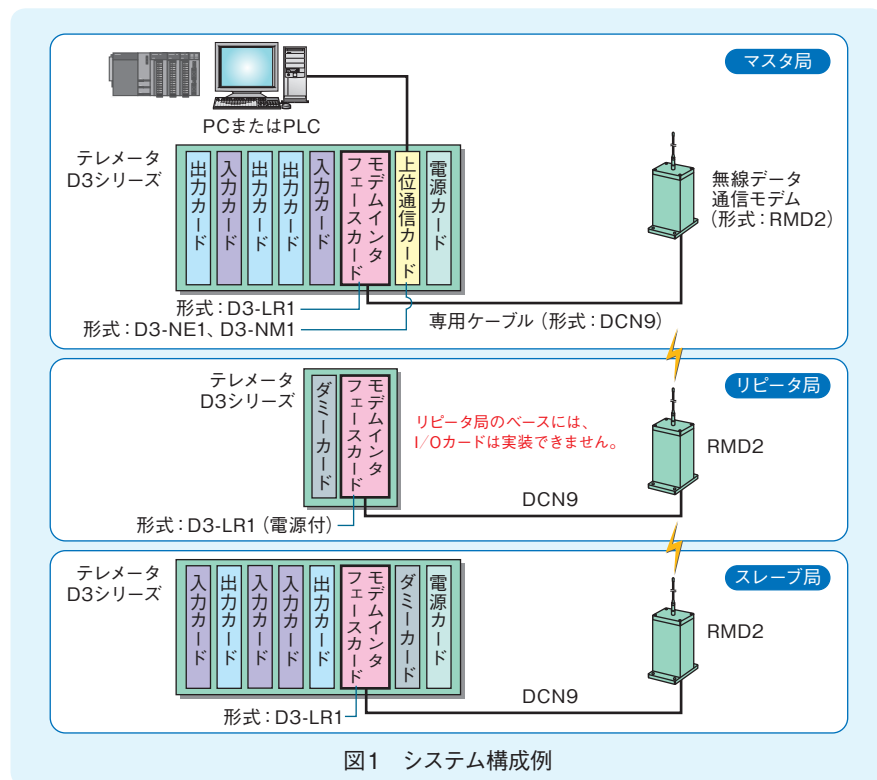 マスタ局
PCまたはPLC
テレメータ
D3シリーズ
出力カード
入力カード
出力カード
出力カード
入力カード
モデムインタ
フェースカード
上位通信カード
電源カード
無線データ
通信モデム
(形式:RMD2)
形式:D3-LR1
形式:D3-NE1、D3-NM1
専用ケーブル(形式:DCN9)
リピータ局
テレメータ
D3シリーズ
ダミーカード
モデムインタ
フェースカード
リピータ局のベースには、
I/Oカードは実装できません。
RMD2
DCN9
形式:D3-LR1(電源付)
スレーブ局
テレメータ
D3シリーズ
入力カード
出力カード
入力カード
入力カード
出力カード
モデムインタ
フェースカード
ダミーカード
電源カード
RMD2
DCN9
形式:D3-LR1
図1 システム構成例